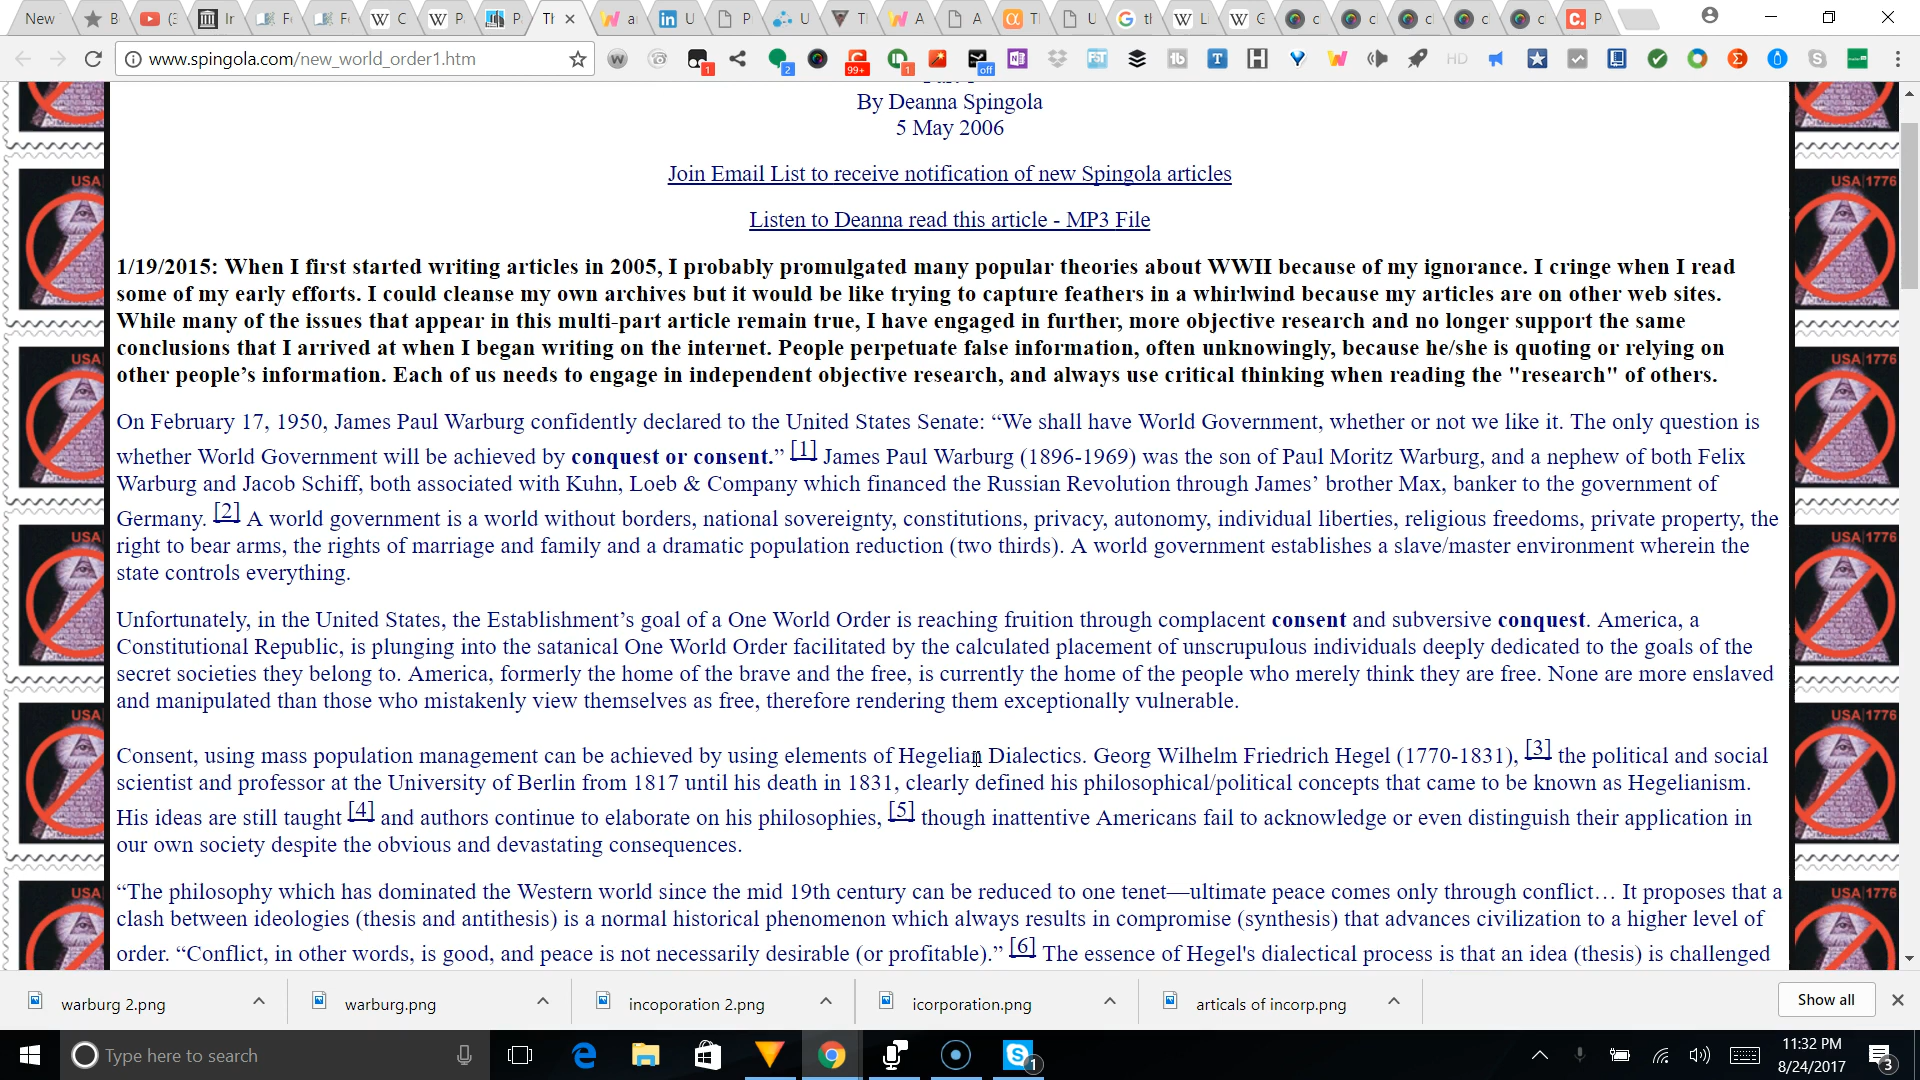 New
B
(3
Ir
F
F
C
P
P
Th
a
U
P
U
T
A
A
T
U
tl
L
G
c
c
c
c
c
P
www.spingola.com/new_world_order1.htm
1
2
99+
1
off
HD
By Deanna Spingola
5 May 2006
Join Email List to receive notification of new Spingola articles
Listen to Deanna read this article - MP3 File
1/19/2015: When I first started writing articles in 2005, I probably promulgated many popular theories about WWII because of my ignorance. I cringe when I read
some of my early efforts. I could cleanse my own archives but it would be like trying to capture feathers in a whirlwind because my articles are on other web sites.
While many of the issues that appear in this multi-part article remain true, I have engaged in further, more objective research and no longer support the same
conclusions that I arrived at when I began writing on the internet. People perpetuate false information, often unknowingly, because he/she is quoting or relying on
other people’s information. Each of us needs to engage in independent objective research, and always use critical thinking when reading the "research" of others.
On February 17, 1950, James Paul Warburg confidently declared to the United States Senate: “We shall have World Government, whether or not we like it. The only question is
whether World Government will be achieved by conquest or consent.” [1] James Paul Warburg (1896-1969) was the son of Paul Moritz Warburg, and a nephew of both Felix
Warburg and Jacob Schiff, both associated with Kuhn, Loeb & Company which financed the Russian Revolution through James’ brother Max, banker to the government of
Germany. [2] A world government is a world without borders, national sovereignty, constitutions, privacy, autonomy, individual liberties, religious freedoms, private property, the
right to bear arms, the rights of marriage and family and a dramatic population reduction (two thirds). A world government establishes a slave/master environment wherein the
state controls everything.
Unfortunately, in the United States, the Establishment’s goal of a One World Order is reaching fruition through complacent consent and subversive conquest. America, a
Constitutional Republic, is plunging into the satanical One World Order facilitated by the calculated placement of unscrupulous individuals deeply dedicated to the goals of the
secret societies they belong to. America, formerly the home of the brave and the free, is currently the home of the people who merely think they are free. None are more enslaved
and manipulated than those who mistakenly view themselves as free, therefore rendering them exceptionally vulnerable.
Consent, using mass population management can be achieved by using elements of Hegelian Dialectics. Georg Wilhelm Friedrich Hegel (1770-1831), [3] the political and social
scientist and professor at the University of Berlin from 1817 until his death in 1831, clearly defined his philosophical/political concepts that came to be known as Hegelianism.
His ideas are still taught [4] and authors continue to elaborate on his philosophies, [5] though inattentive Americans fail to acknowledge or even distinguish their application in
our own society despite the obvious and devastating consequences.
“The philosophy which has dominated the Western world since the mid 19th century can be reduced to one tenet—ultimate peace comes only through conflict… It proposes that a
clash between ideologies (thesis and antithesis) is a normal historical phenomenon which always results in compromise (synthesis) that advances civilization to a higher level of
order. “Conflict, in other words, is good, and peace is not necessarily desirable (or profitable).” [6] The essence of Hegel's dialectical process is that an idea (thesis) is challenged
USA
USA
USA
USA
USA
USA 1776
USA 1776
USA 1776
USA 1776
USA 1776
warburg 2.png
warburg.png
incoporation 2.png
icorporation.png
articals of incorp.png
Show all
Type here to search
1
11:32 PM
8/24/2017
3